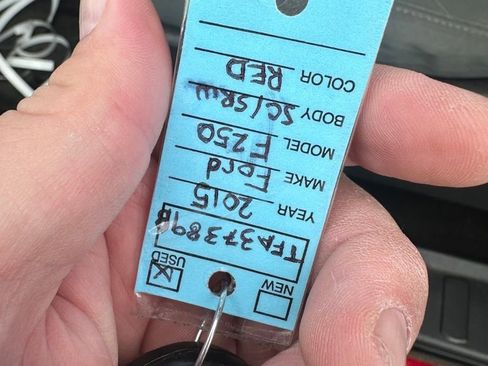 NEW USED
TFA37389B
YEAR 2015
MAKE Ford
MODEL F250
BODY SC/SRW
COLOR RED